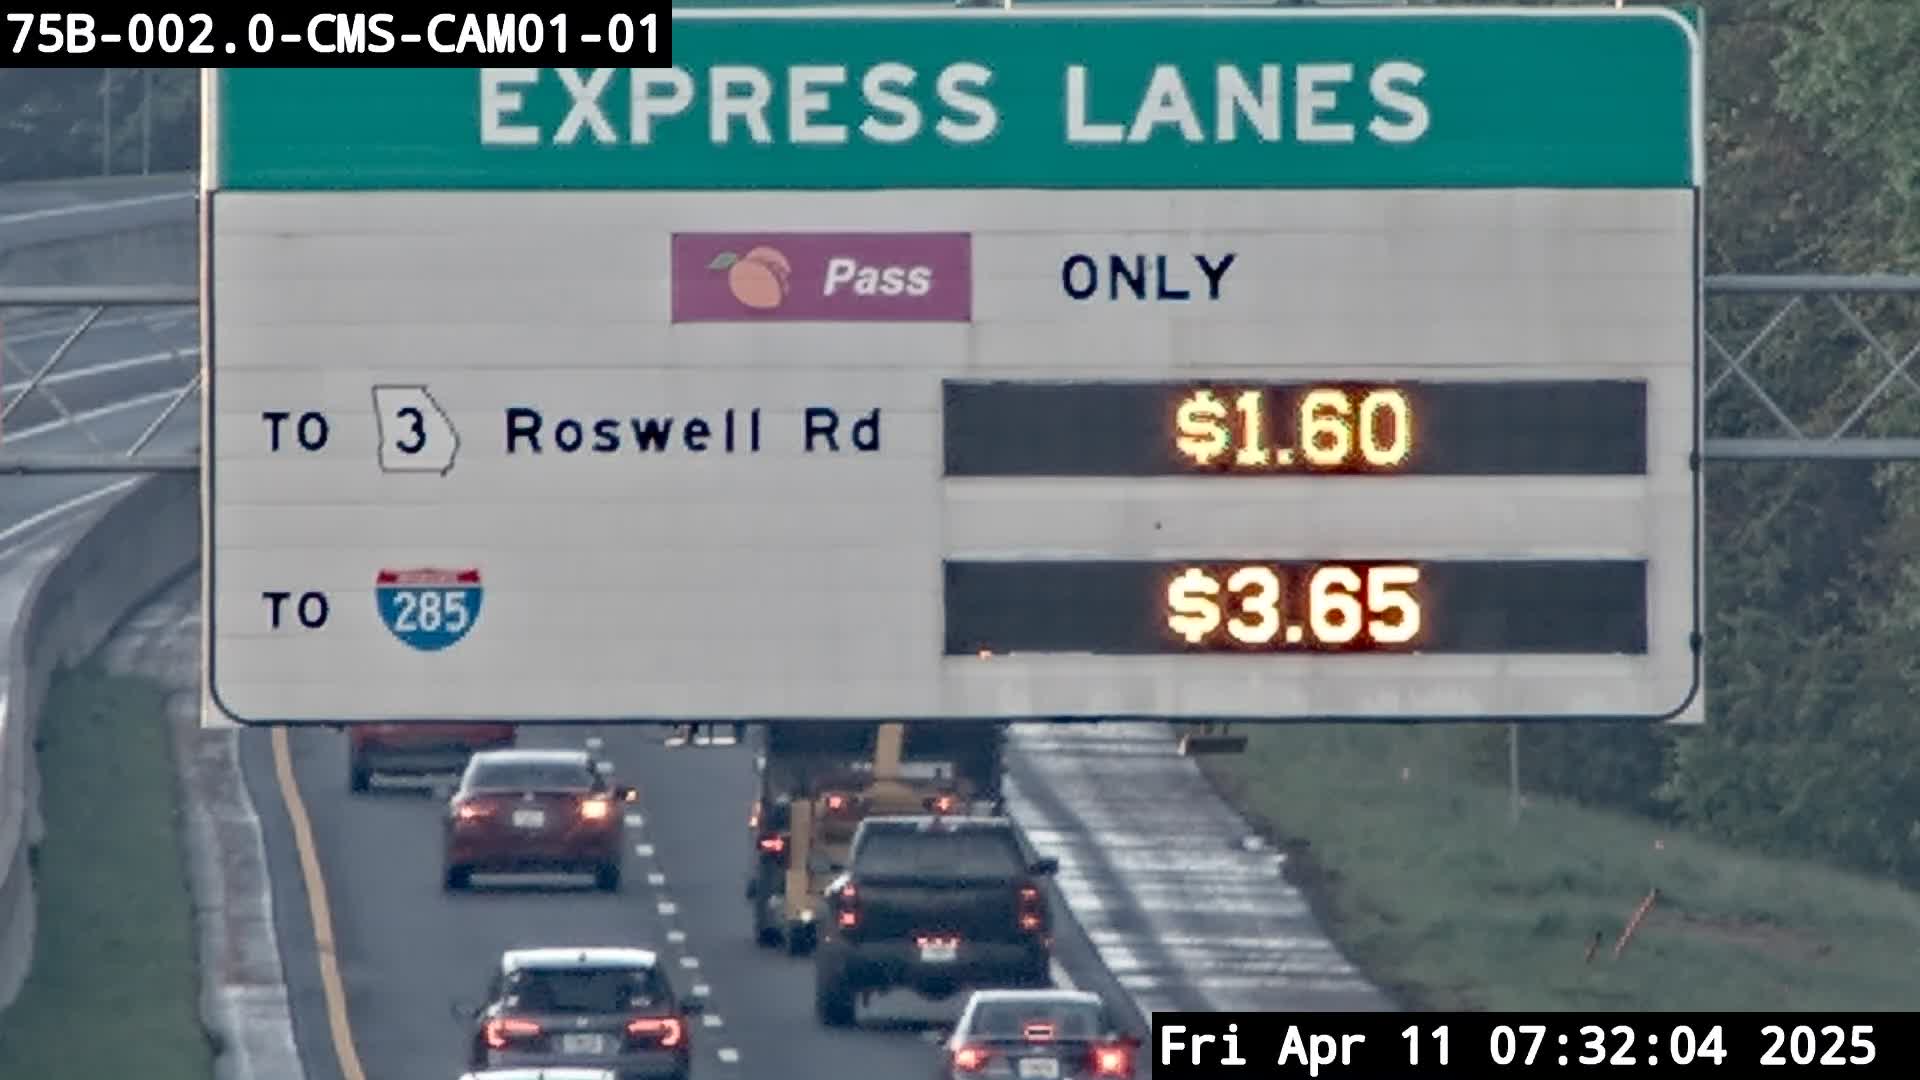 75B-002.0-CMS-CAM01-01
EXPRESS LANES
Pass ONLY
TO 3 Roswell Rd $1.60
TO 285 $3.65
Fri Apr 11 07:32:04 2025